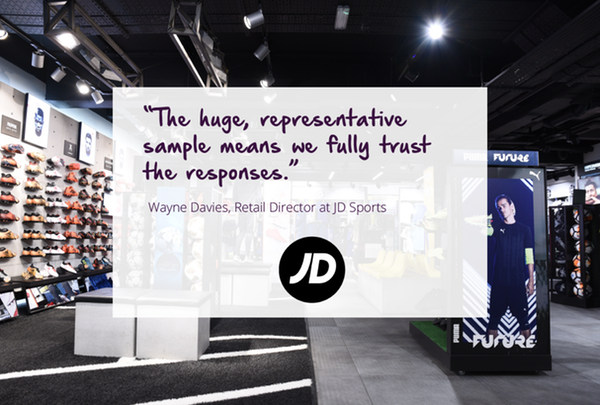 “The huge, representative
sample means we fully trust
the responses.”
Wayne Davies, Retail Director at JD Sports
JD
FUTURE
PUMA
FUTURE